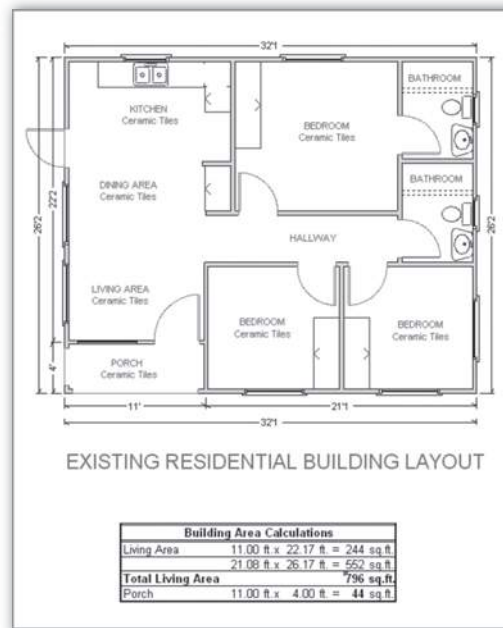 32'1
BATHROOM
KITCHEN
Ceramic Tiles
BEDROOM
Ceramic Tiles
DINING AREA
Ceramic Tiles
BATHROOM
26'2
22'2
26'2
HALLWAY
LIVING AREA
Ceramic Tiles
BEDROOM
Ceramic Tiles
BEDROOM
Ceramic Tiles
PORCH
Ceramic Tiles
4'
11'
21'1
32'1
EXISTING RESIDENTIAL BUILDING LAYOUT
Building Area Calculations
Living Area 11.00 ft.x 22.17 ft. = 244 sq.ft.
21.08 ft.x 26.17 ft. = 552 sq.ft.
Total Living Area 796 sq.ft.
Porch 11.00 ft.x 4.00 ft. = 44 sq.ft.